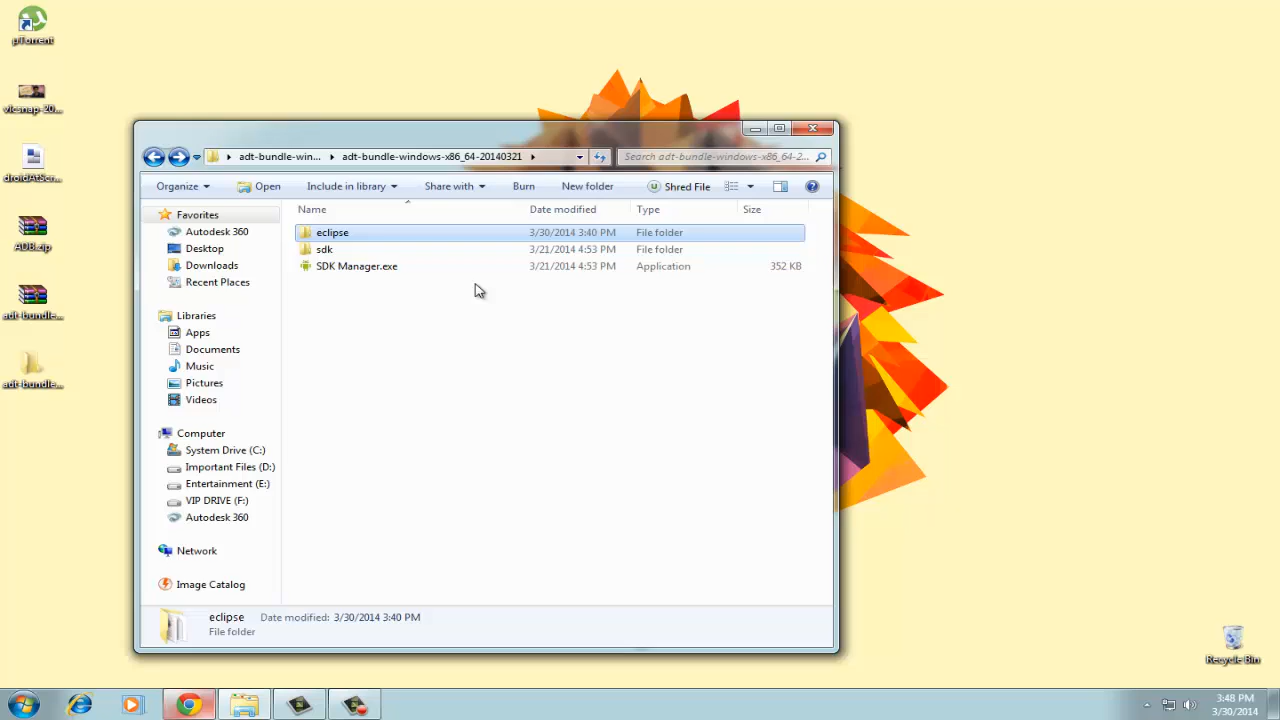 µTorrent
vlcsnap-20...
droidAtScr...
ADB.zip
adt-bundle...
adt-bundle...
adt-bundle-win... adt-bundle-windows-x86_64-20140321
Search adt-bundle-windows-x86_64-2...
Organize Open Include in library Share with Burn New folder Shred File
Name Date modified Type Size
eclipse 3/30/2014 3:40 PM File folder
sdk 3/21/2014 4:53 PM File folder
SDK Manager.exe 3/21/2014 4:53 PM Application 352 KB
Favorites
Autodesk 360
Desktop
Downloads
Recent Places
Libraries
Apps
Documents
Music
Pictures
Videos
Computer
System Drive (C:)
Important Files (D:)
Entertainment (E:)
VIP DRIVE (F:)
Autodesk 360
Network
Image Catalog
eclipse Date modified: 3/30/2014 3:40 PM
File folder
Recycle Bin
3:48 PM
3/30/2014